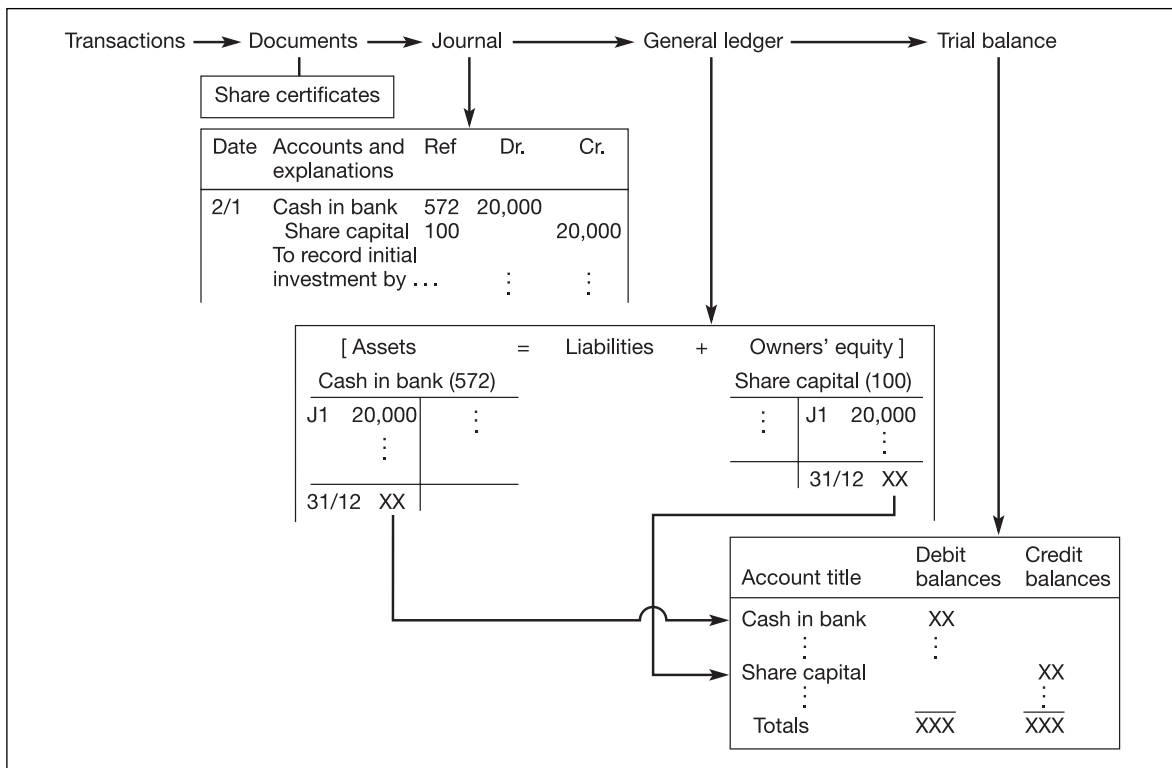 Transactions Documents Journal General ledger Trial balance
Share certificates
Date Accounts and explanations Ref Dr. Cr.
2/1 Cash in bank 572 20,000
Share capital 100 20,000
To record initial
investment by ...
[ Assets = Liabilities + Owners' equity ]
Cash in bank (572) Share capital (100)
J1 20,000 J1 20,000
31/12 XX 31/12 XX
Account title Debit balances Credit balances
Cash in bank XX
Share capital XX
Totals XXX XXX